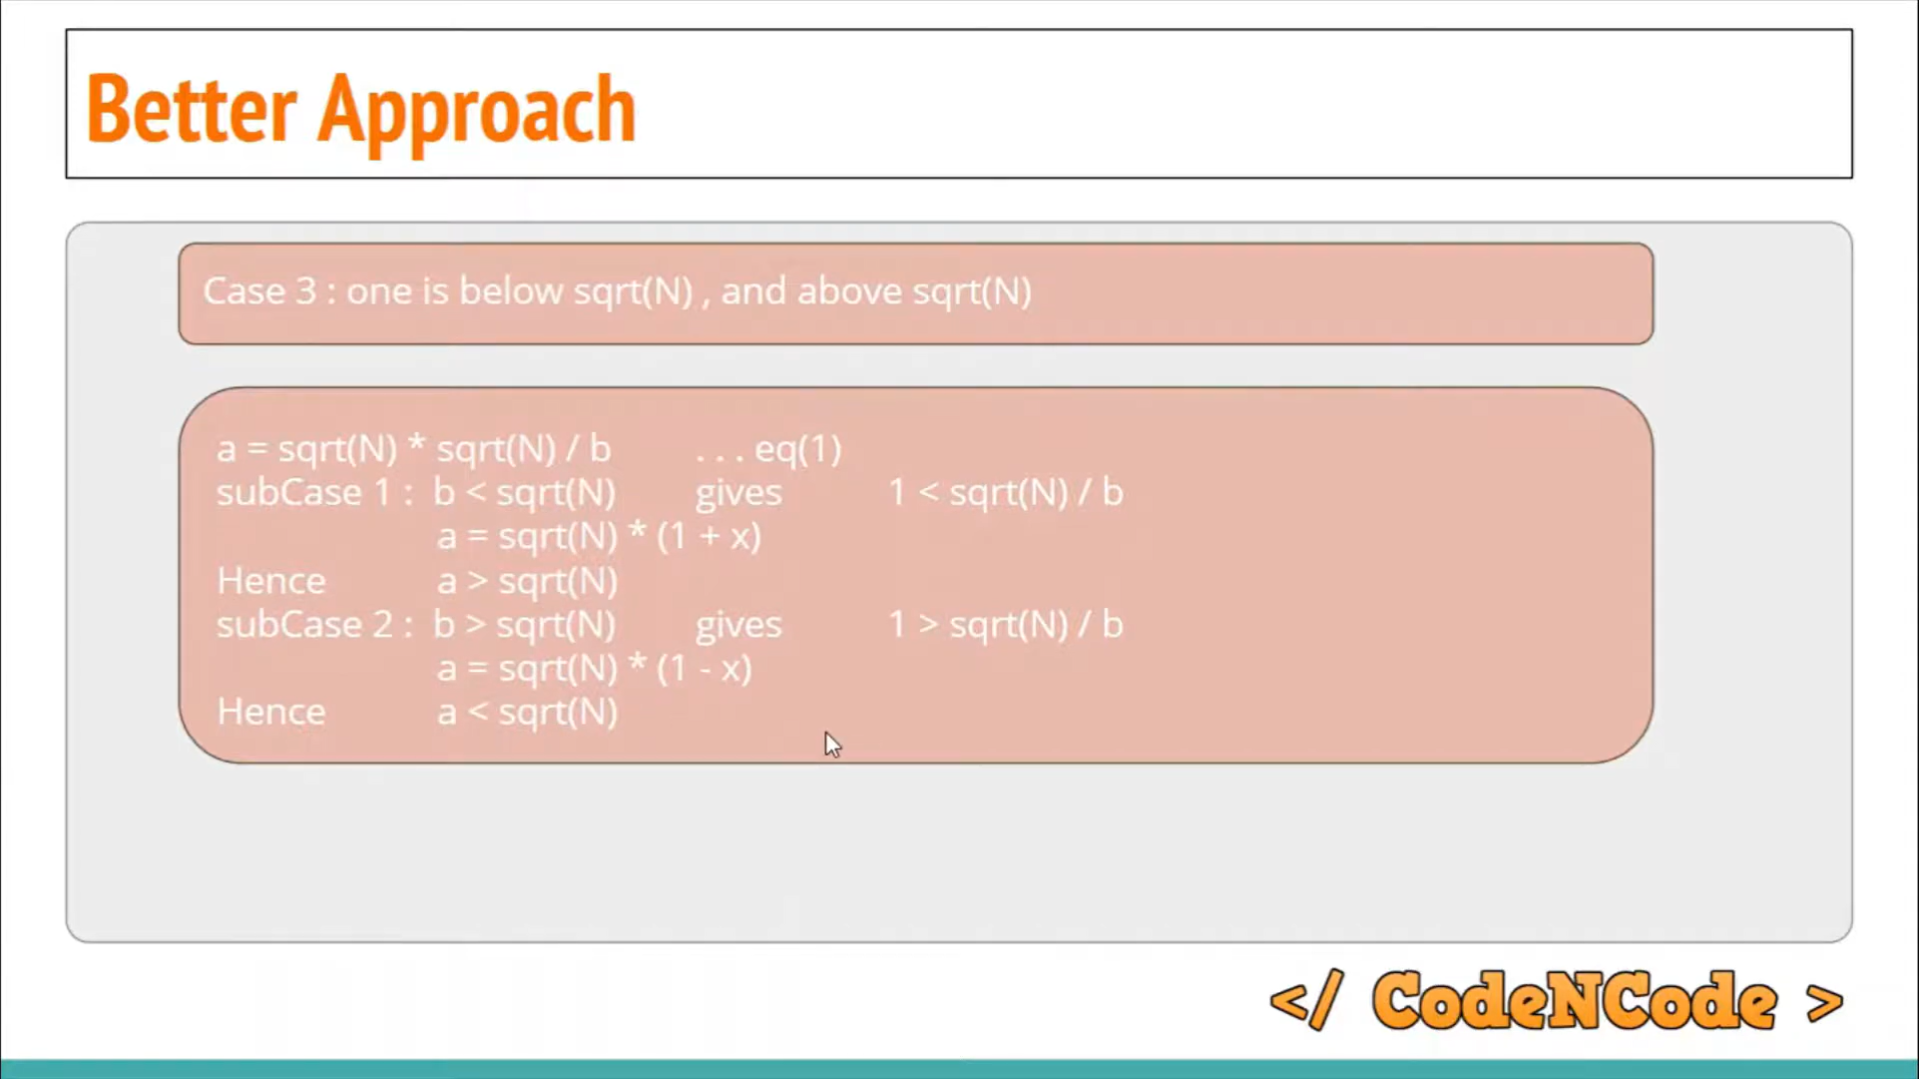 Better Approach
Case 3 : one is below sqrt(N) , and above sqrt(N)
a = sqrt(N) * sqrt(N) / b . . . eq(1)
subCase 1 : b < sqrt(N) gives 1 < sqrt(N) / b
a = sqrt(N) * (1 + x)
Hence a > sqrt(N)
subCase 2 : b > sqrt(N) gives 1 > sqrt(N) / b
a = sqrt(N) * (1 - x)
Hence a < sqrt(N)
</ CodeNCode >